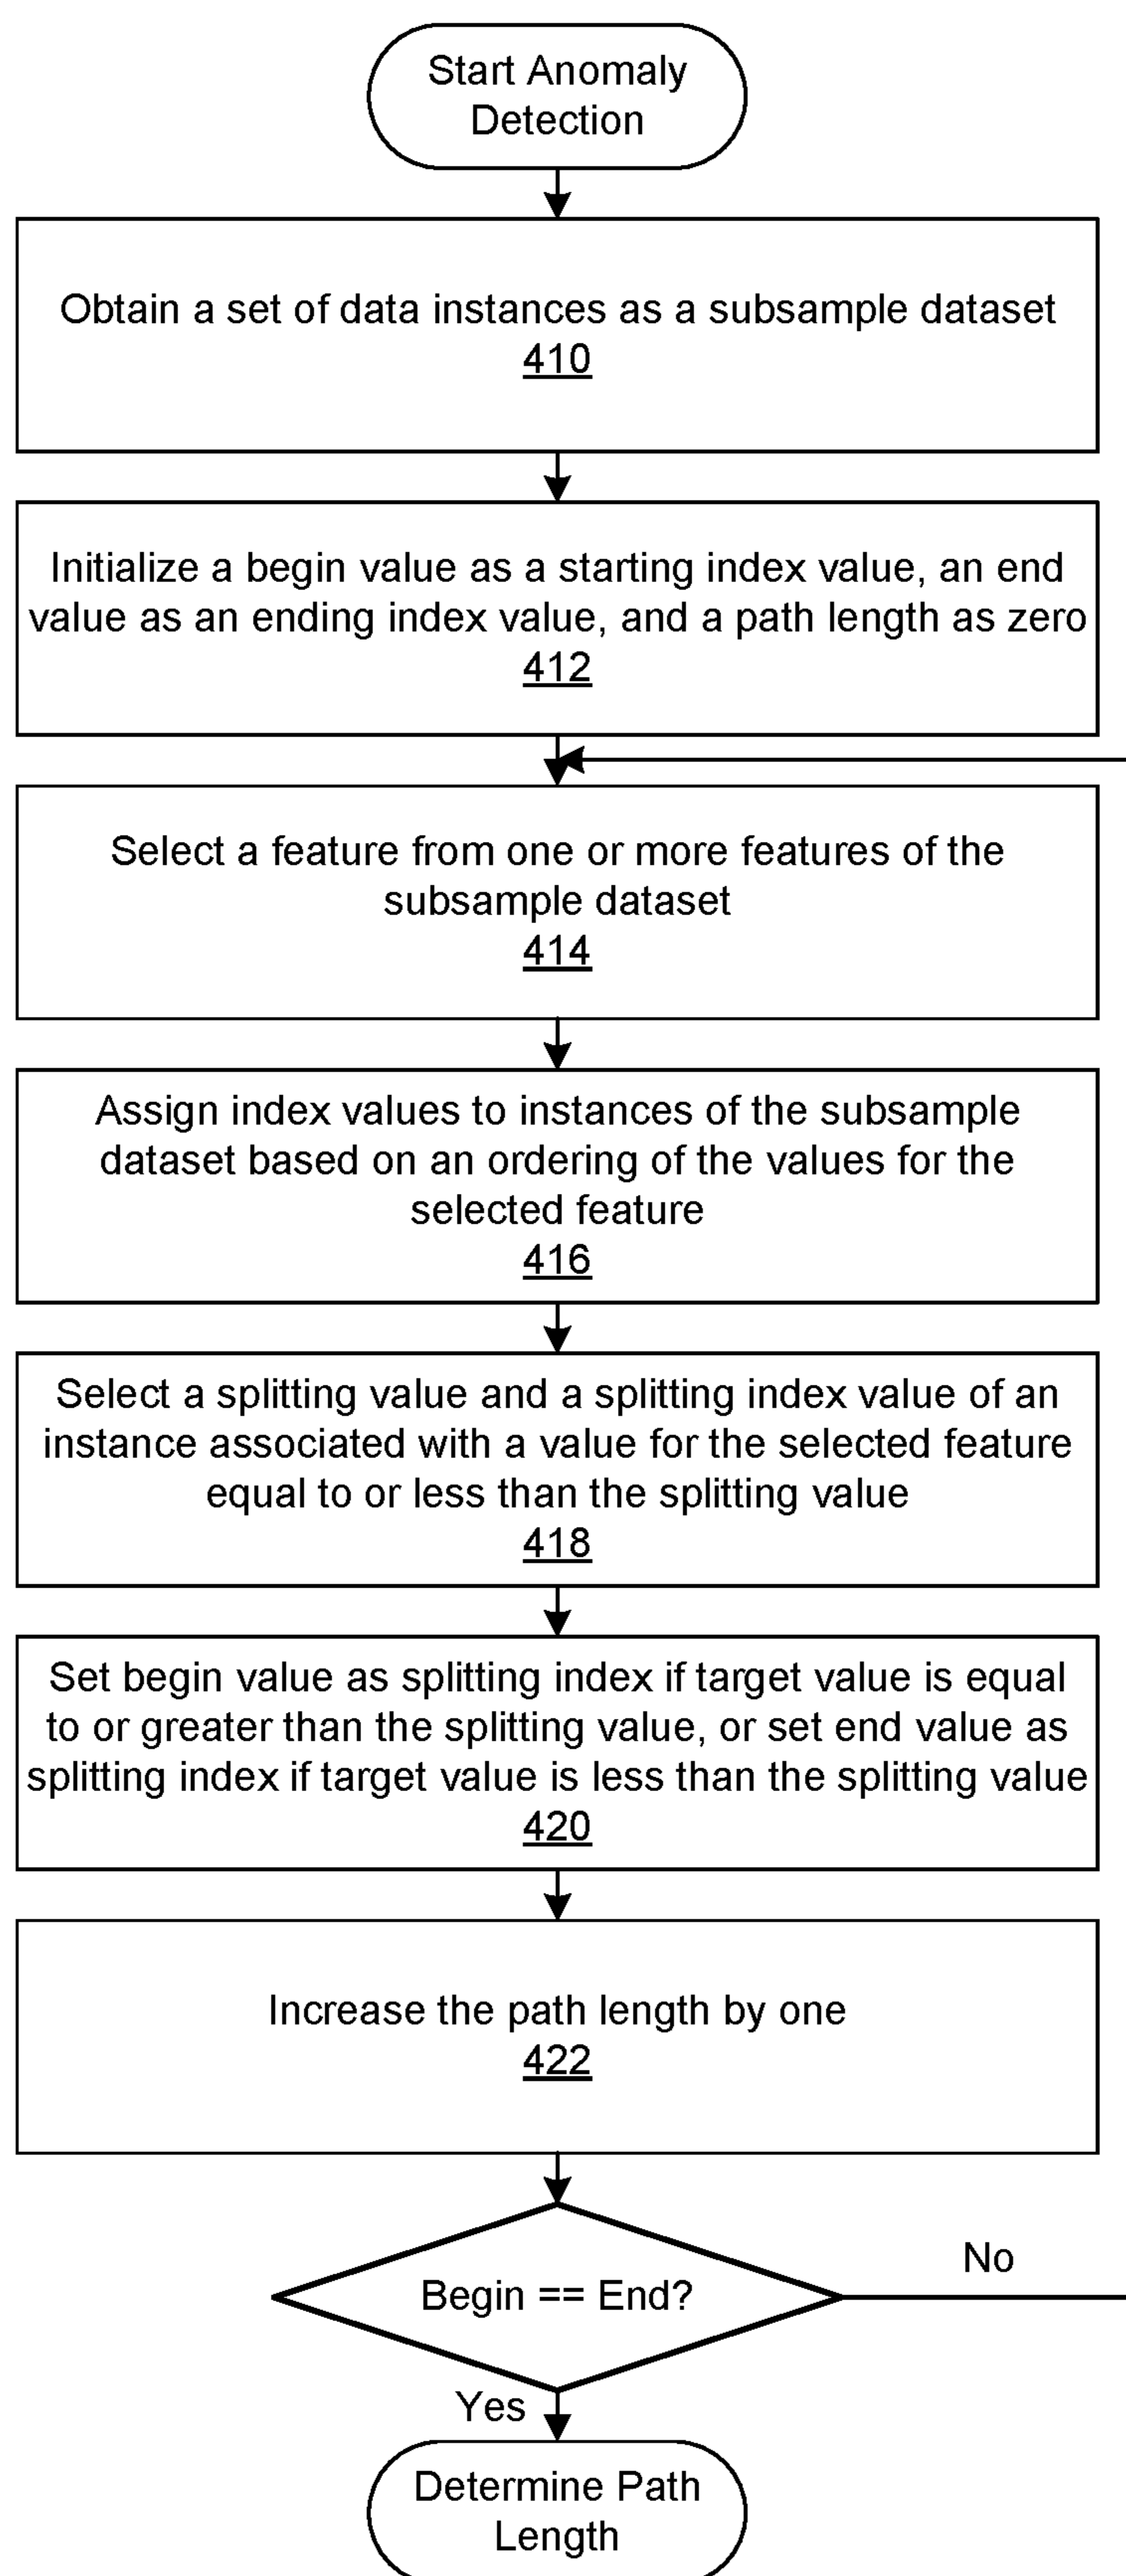 Start Anomaly
Detection
Obtain a set of data instances as a subsample dataset
410
Initialize a begin value as a starting index value, an end
value as an ending index value, and a path length as zero
412
Select a feature from one or more features of the
subsample dataset
414
Assign index values to instances of the subsample
dataset based on an ordering of the values for the
selected feature
416
Select a splitting value and a splitting index value of an
instance associated with a value for the selected feature
equal to or less than the splitting value
418
Set begin value as splitting index if target value is equal
to or greater than the splitting value, or set end value as
splitting index if target value is less than the splitting value
420
Increase the path length by one
422
Begin == End?
No
Yes
Determine Path
Length